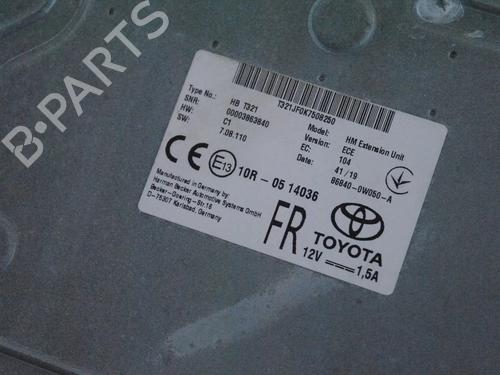 B-PARTS
T321JF0K7508250
Type No.: HB T321
SNR: 00003863840
HW: C1
SW: 7.08.110
Model: HM Extension Unit
Version: ECE
EC: 104
41/19
86840-0W050-A
CE E13 10R - 05 14036
Manufactured in Germany by
Harman Becker Automotive Systems GmbH
Becker-Goering-Str.16
D-76307 Karlsbad, Germany
FR
TOYOTA
12V 1,5A